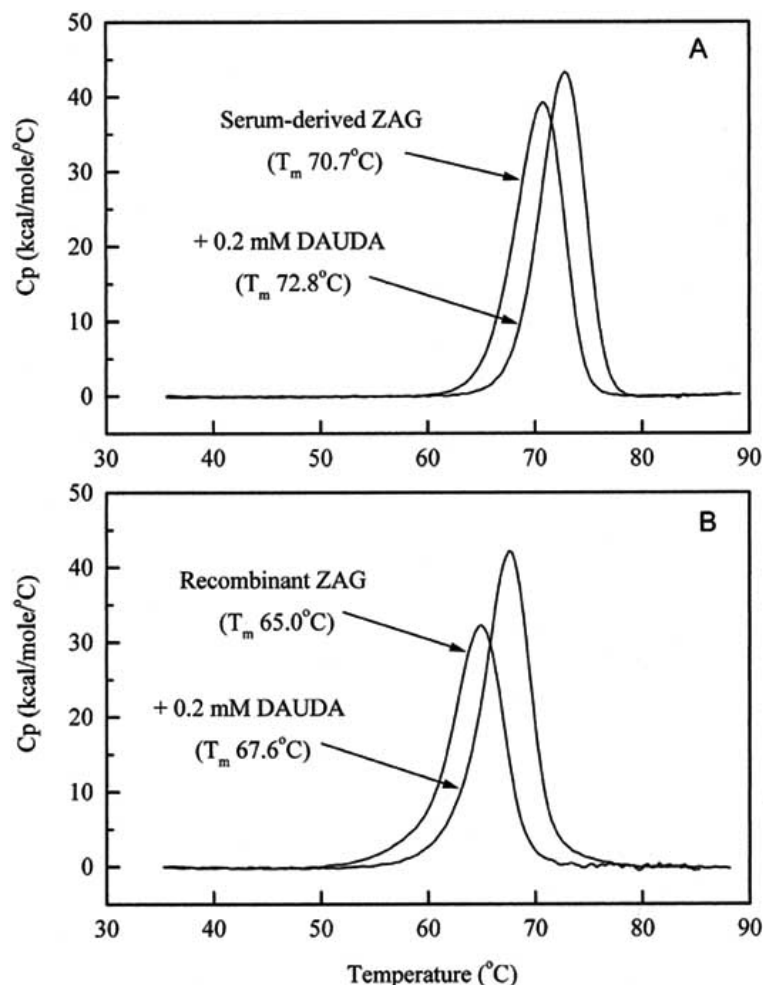 A
50
40
30
20
10
0
Cp (kcal/mole/°C)
Serum-derived ZAG
(Tm 70.7°C)
+ 0.2 mM DAUDA
(Tm 72.8°C)
30 40 50 60 70 80 90
B
50
40
30
20
10
0
Cp (kcal/mole/°C)
Recombinant ZAG
(Tm 65.0°C)
+ 0.2 mM DAUDA
(Tm 67.6°C)
30 40 50 60 70 80 90
Temperature (°C)